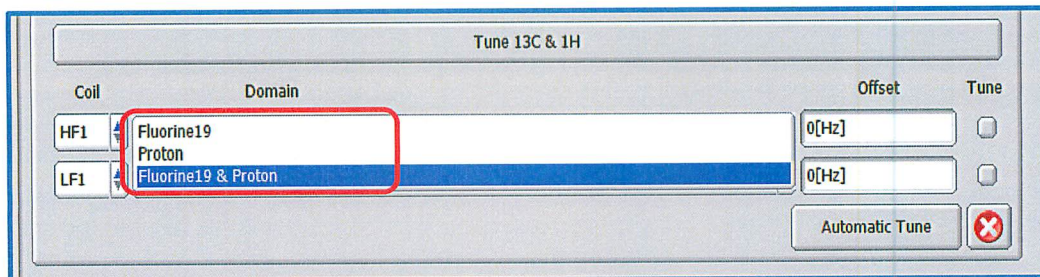 Tune 13C & 1H
Coil Domain Offset Tune
HF1 Fluorine19 0[Hz]
Proton
LF1 Fluorine19 & Proton 0[Hz]
Automatic Tune